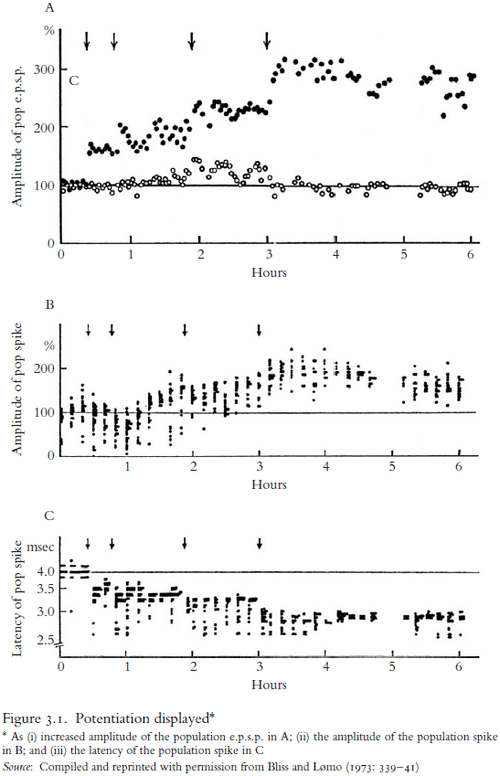 A
%
300
C
200
100
0
Amplitude of pop e.p.s.p.
0 1 2 3 4 5 6
Hours
B
%
200
100
0
Amplitude of pop spike
0 1 2 3 4 5 6
Hours
C
msec
4.0
3.5
3.0
2.5
Latency of pop spike
0 1 2 3 4 5 6
Hours
Figure 3.1. Potentiation displayed*
* As (i) increased amplitude of the population e.p.s.p. in A; (ii) the amplitude of the population spike
in B; and (iii) the latency of the population spike in C
Source: Compiled and reprinted with permission from Bliss and Lømo (1973: 339–41)